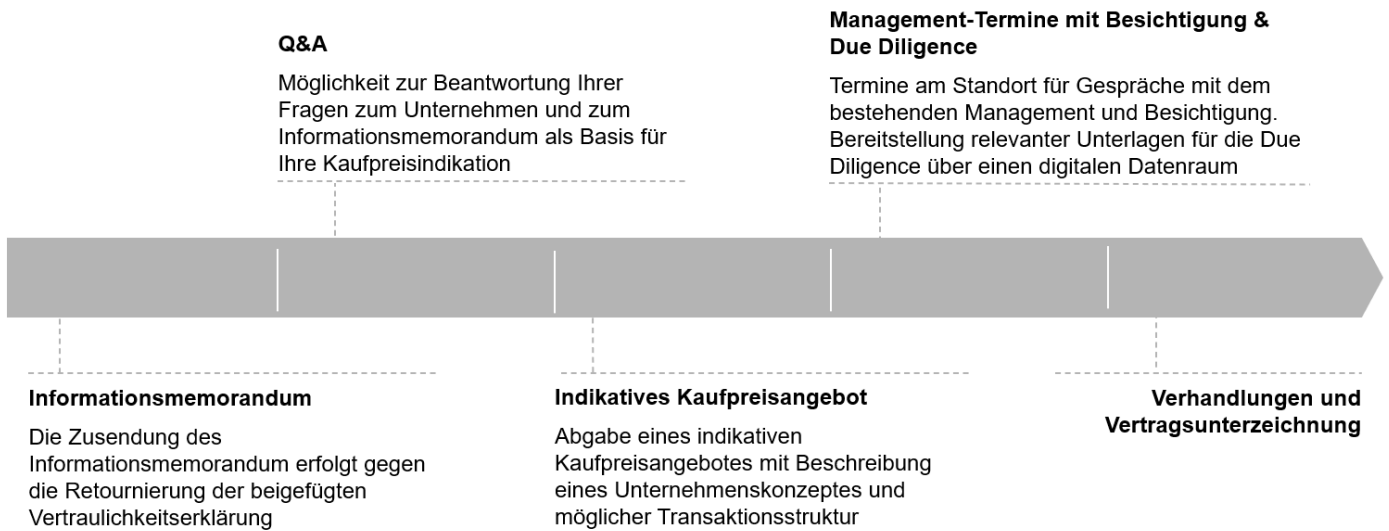 Q&A
Möglichkeit zur Beantwortung Ihrer
Fragen zum Unternehmen und zum
Informationsmemorandum als Basis für
Ihre Kaufpreisindikation
Management-Termine mit Besichtigung &
Due Diligence
Termine am Standort für Gespräche mit dem
bestehenden Management und Besichtigung.
Bereitstellung relevanter Unterlagen für die Due
Diligence über einen digitalen Datenraum
Informationsmemorandum
Die Zusendung des
Informationsmemorandum erfolgt gegen
die Retournierung der beigefügten
Vertraulichkeitserklärung
Indikatives Kaufpreisangebot
Abgabe eines indikativen
Kaufpreisangebotes mit Beschreibung
eines Unternehmenskonzeptes und
möglicher Transaktionsstruktur
Verhandlungen und
Vertragsunterzeichnung